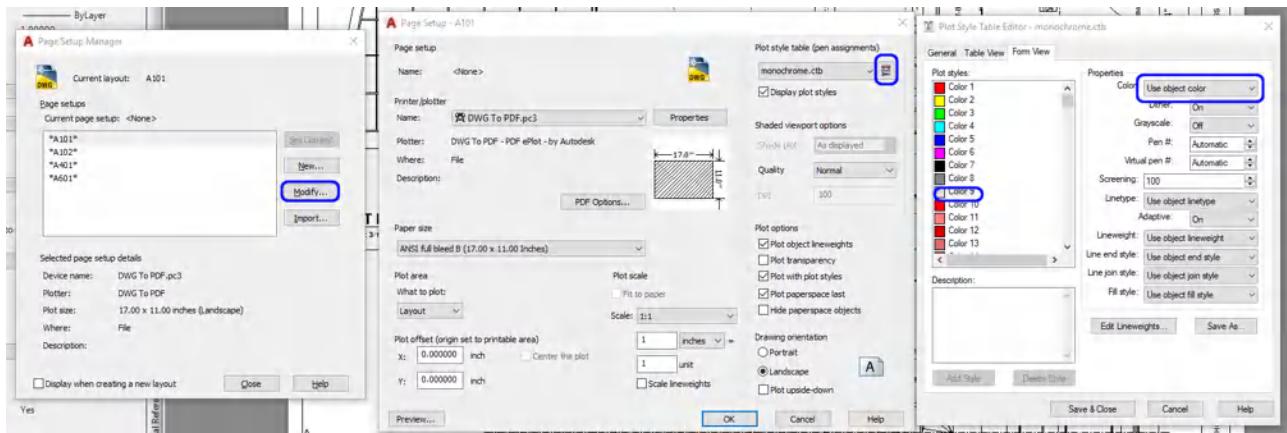 ByLayer
Page Setup Manager
Current layout: A101
Page setups
Current page setup: <None>
*A101*
*A102*
*A401*
*A601*
Set Current
New...
Modify...
Import...
Selected page setup details
Device name: DWG To PDF.pc3
Plotter: DWG To PDF
Plot size: 17.00 x 11.00 inches (Landscape)
Where: File
Description:
Display when creating a new layout
Close
Help
Yes
Page Setup - A101
Page setup
Name: <None>
DWG
Printer/plotter
Name: DWG To PDF.pc3
Properties
Plotter: DWG To PDF - PDF ePlot - by Autodesk
Where: File
Description:
17.0"
11.0"
PDF Options...
Paper size
ANSI full bleed B (17.00 x 11.00 Inches)
Plot area
What to plot:
Layout
Plot offset (origin set to printable area)
X: 0.000000 inch
Center the plot
Y: 0.000000 inch
Plot scale
Fit to paper
Scale: 1:1
1 inches =
1 unit
Scale lineweights
Plot style table (pen assignments)
monochrome.ctb
Display plot styles
Shaded viewport options
Shade plot As displayed
Quality Normal
DPI 100
Plot options
Plot object lineweights
Plot transparency
Plot with plot styles
Plot paperspace last
Hide paperspace objects
Drawing orientation
Portrait
Landscape
Plot upside-down
A
Preview...
OK
Cancel
Help
Plot Style Table Editor - monochrome.ctb
General Table View Form View
Plot styles:
Color 1
Color 2
Color 3
Color 4
Color 5
Color 6
Color 7
Color 8
Color 9
Color 10
Color 11
Color 12
Color 13
Description:
Add Style
Delete Style
Properties
Color: Use object color
Dither: On
Grayscale: Off
Pen #: Automatic
Virtual pen #: Automatic
Screening: 100
Linetype: Use object linetype
Adaptive: On
Lineweight: Use object lineweight
Line end style: Use object end style
Line join style: Use object join style
Fill style: Use object fill style
Edit Lineweights...
Save As...
Save & Close
Cancel
Help